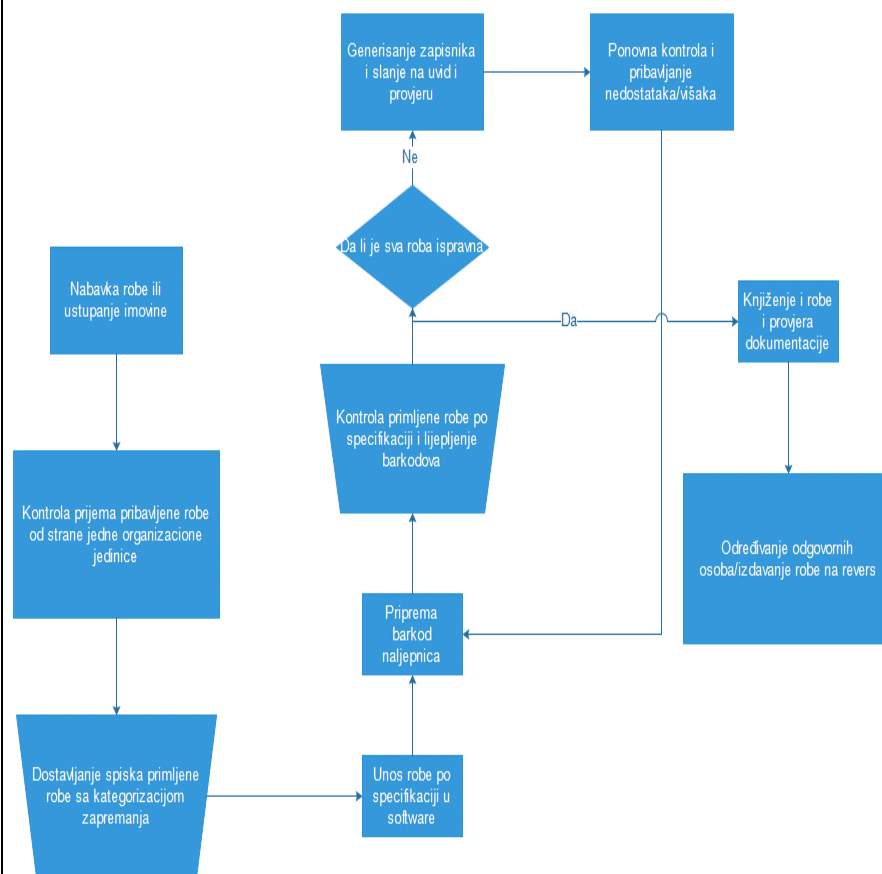 Nabavka robe ili
ustupanje imovine
Kontrola prijema pribavljene robe
od strane jedne organizacione
jedinice
Dostavljanje spiska primljene
robe sa kategorizacijom
zapremanja
Unos robe po
specifikaciji u
software
Priprema
barkod
naljepnica
Kontrola primljene robe po
specifikaciji i lijepljenje
barkodova
Da li je sva roba ispravna
Ne
Generisanje zapisnika
i slanje na uvid i
provjeru
Ponovna kontrola i
pribavljanje
nedostataka/višaka
Da
Knjiženje i robe
i provjera
dokumentacije
Određivanje odgovornih
osoba/izdavanje robe na revers